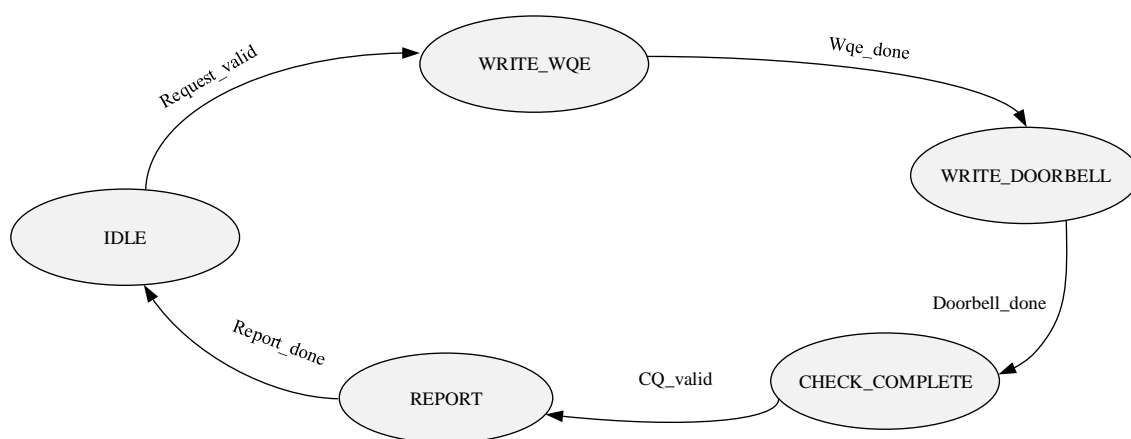 Request_valid
WRITE_WQE
Wqe_done
WRITE_DOORBELL
IDLE
Doorbell_done
Report_done
CQ_valid
CHECK_COMPLETE
REPORT